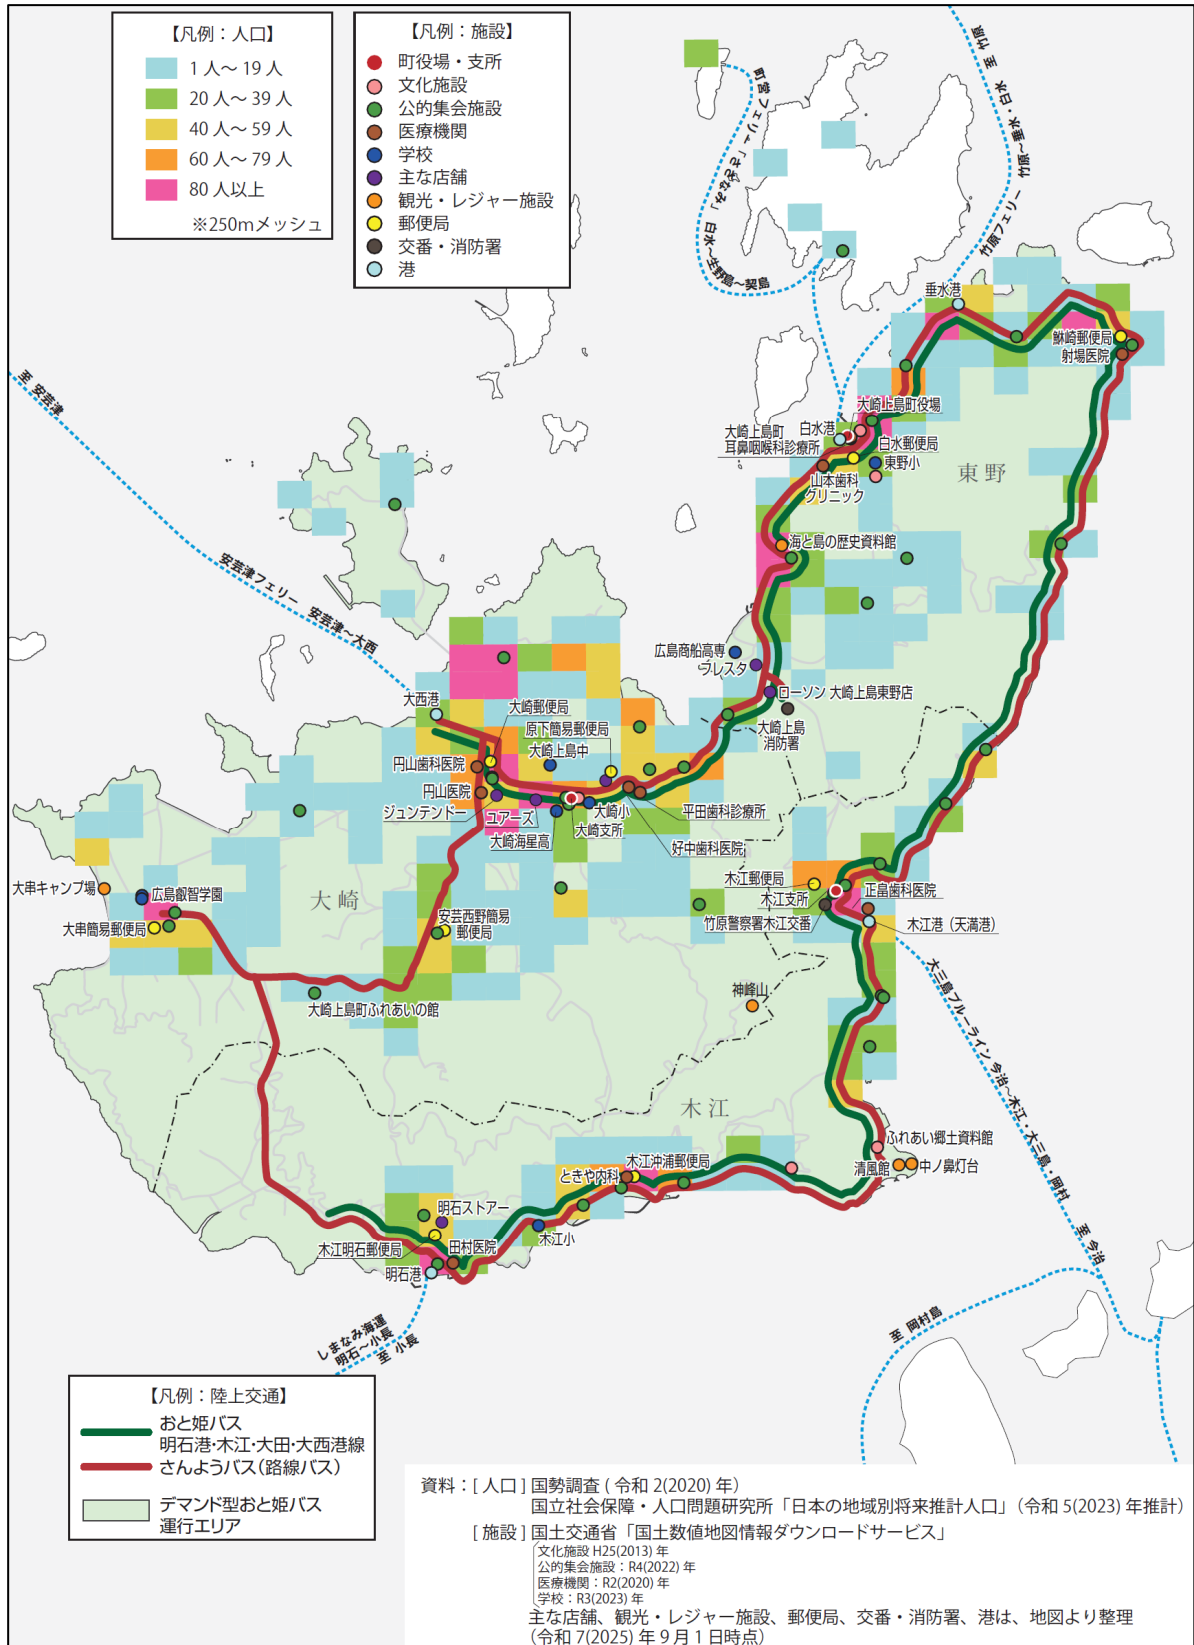 【凡例：人口】
1 人～ 19 人
20 人～ 39 人
40 人～ 59 人
60 人～ 79 人
80 人以上
※250mメッシュ
【凡例：施設】
町役場・支所
文化施設
公的集会施設
医療機関
学校
主な店舗
観光・レジャー施設
郵便局
交番・消防署
港
町営フェリー「さざなみ」 白水～生野島～契島
至 竹原
竹原フェリー 竹原～垂水・白水
垂水港
鮴崎郵便局
射場医院
大崎上島町役場
白水港
大崎上島町
耳鼻咽喉科診療所
白水郵便局
東野小
山本歯科
クリニック
東野
海と島の歴史資料館
至 安芸津
安芸津フェリー 安芸津～大西
広島商船高専
フレスタ
ローソン 大崎上島東野店
大崎上島
消防署
大西港
大崎郵便局
原下簡易郵便局
大崎上島中
円山歯科医院
円山医院
ジュンテンドー
ユアーズ
大崎海星高
大崎小
大崎支所
平田歯科診療所
好中歯科医院
大串キャンプ場
広島叡智学園
大串簡易郵便局
大崎
安芸西野簡易
郵便局
大崎上島町ふれあいの館
木江郵便局
木江支所
竹原警察署木江交番
正畠歯科医院
木江港（天満港）
神峰山
大三島ブルーライン 今治～木江・大三島・岡村
至 今治
木江
ふれあい郷土資料館
清風館
中ノ鼻灯台
木江沖浦郵便局
ときや内科
明石ストアー
木江小
木江明石郵便局
田村医院
明石港
しまなみ海運
明石～小長
至 小長
至 岡村島
【凡例：陸上交通】
おと姫バス
明石港・木江・大田・大西港線
さんようバス（路線バス）
デマンド型おと姫バス
運行エリア
資料：[ 人口 ] 国勢調査 ( 令和 2(2020) 年）
国立社会保障・人口問題研究所「日本の地域別将来推計人口」（令和 5(2023) 年推計）
[ 施設 ] 国土交通省「国土数値地図情報ダウンロードサービス」
文化施設 H25(2013) 年
公的集会施設：R4(2022) 年
医療機関：R2(2020) 年
学校：R3(2023) 年
主な店舗、観光・レジャー施設、郵便局、交番・消防署、港は、地図より整理
（令和 7(2025) 年 9 月 1 日時点）